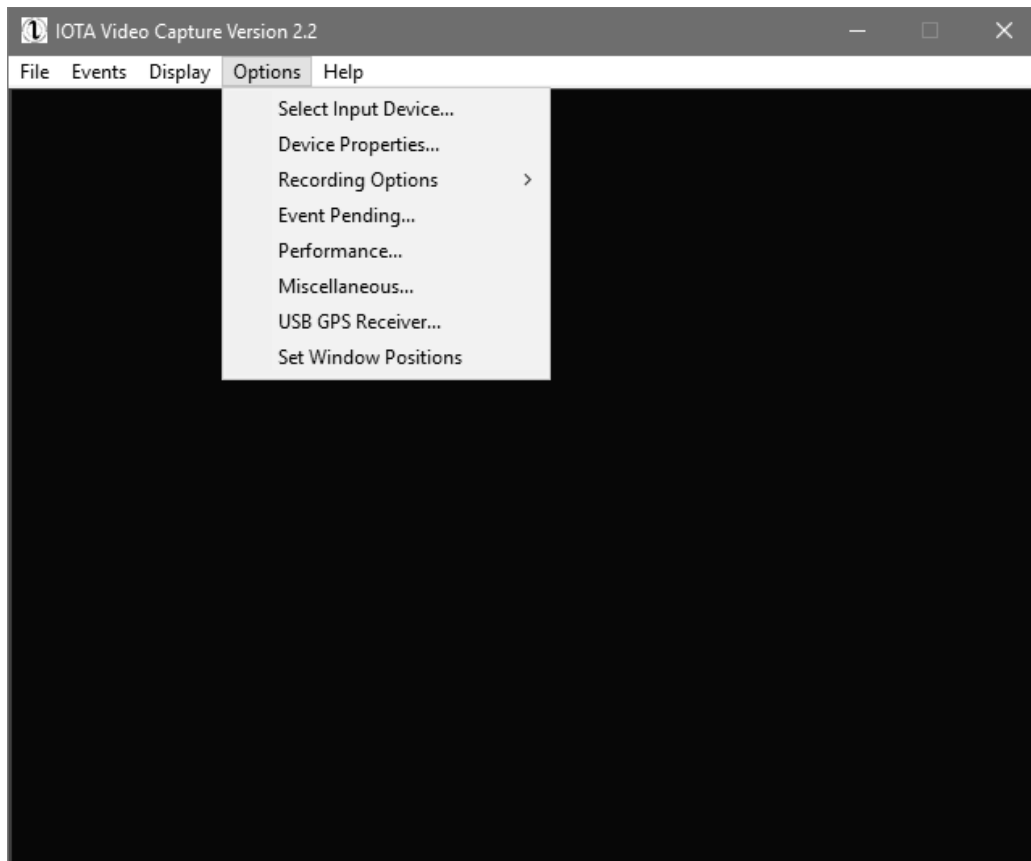 IOTA Video Capture Version 2.2
File Events Display Options Help
Select Input Device...
Device Properties...
Recording Options
Event Pending...
Performance...
Miscellaneous...
USB GPS Receiver...
Set Window Positions